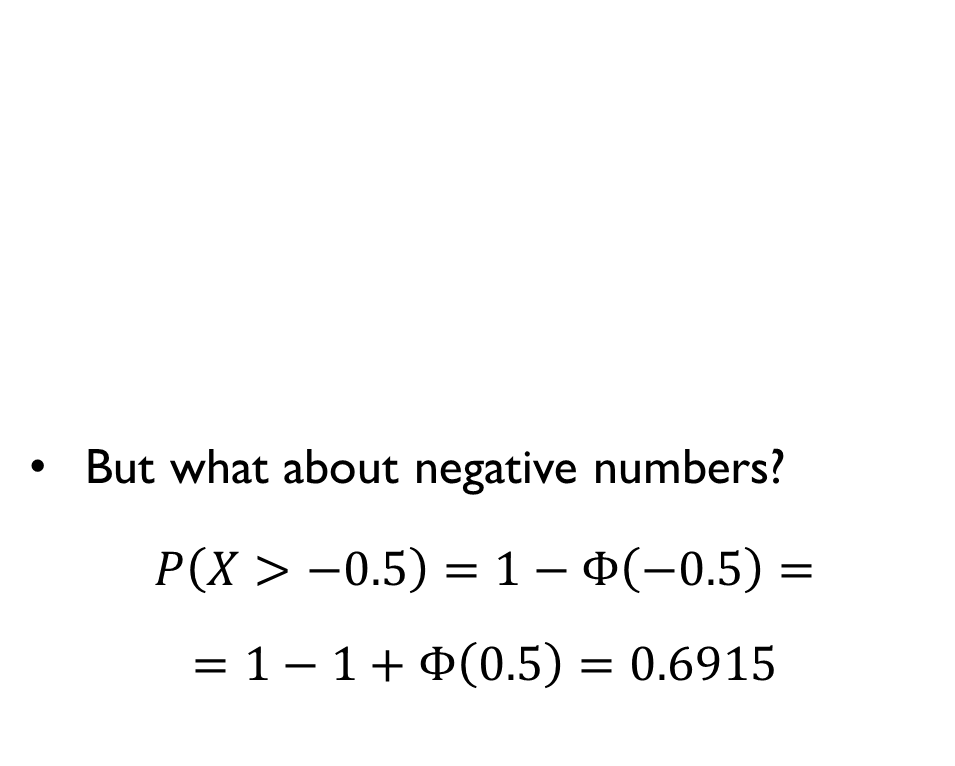 • But what about negative numbers?
𝑃(𝑋 > −0.5) = 1 − Φ(−0.5) =
= 1 − 1 + Φ(0.5) = 0.6915